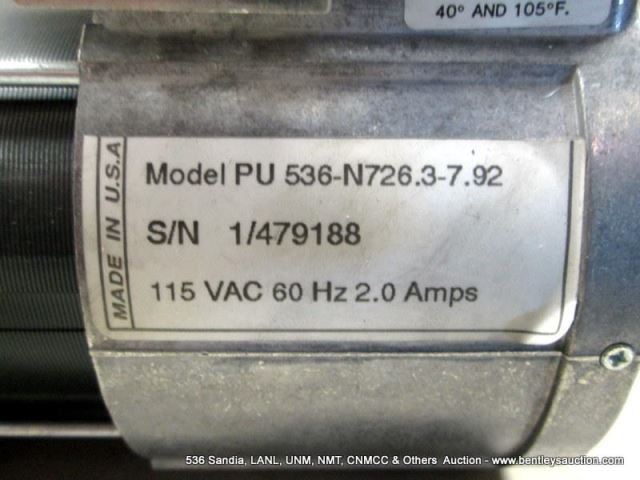 40° AND 105°F.
MADE IN U.S.A
Model PU 536-N726.3-7.92
S/N 1/479188
115 VAC 60 Hz 2.0 Amps
536 Sandia, LANL, UNM, NMT, CNMCC & Others Auction - www.bentleysauction.com